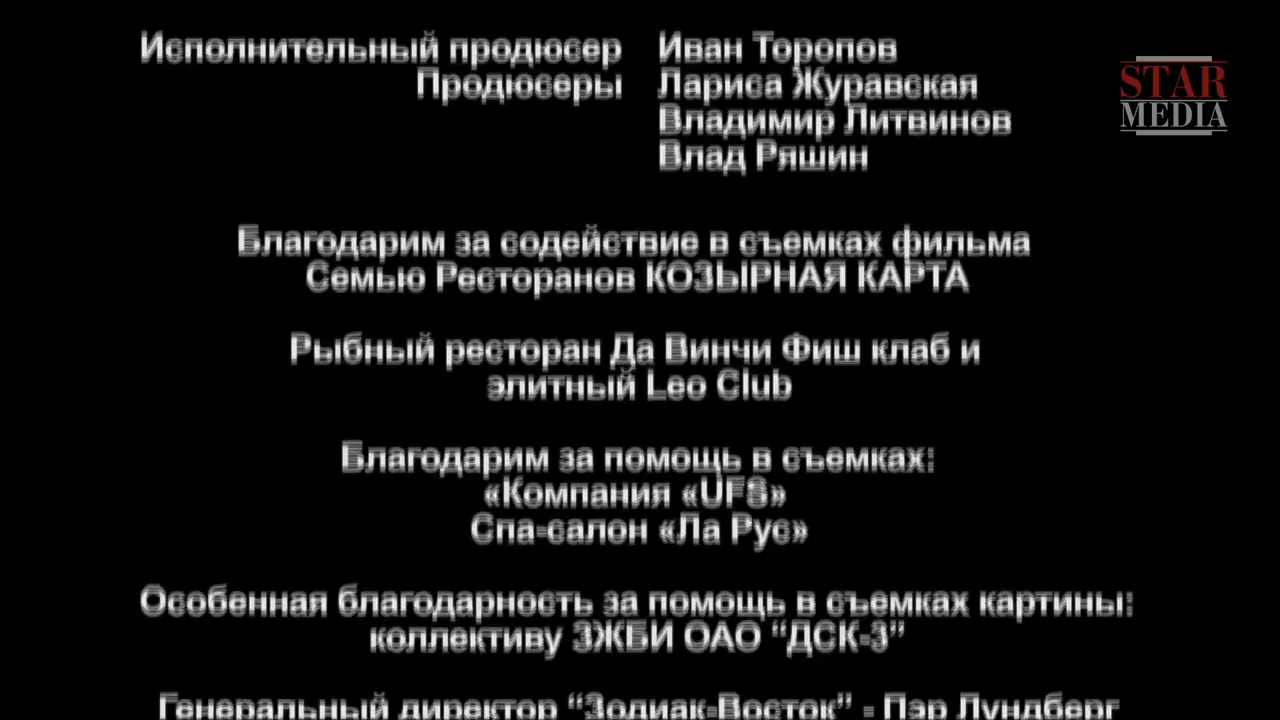 Исполнительный продюсер Иван Торопов
Продюсеры Лариса Журавская
Владимир Литвинов
Влад Ряшин
STAR
MEDIA
Благодарим за содействие в съемках фильма
Семью Ресторанов КОЗЫРНАЯ КАРТА
Рыбный ресторан Да Винчи Фиш клаб и
элитный Leo Club
Благодарим за помощь в съемках:
«Компания «UFS»
Спа-салон «Ла Рус»
Особенная благодарность за помощь в съемках картины:
коллективу ЗЖБИ ОАО “ДСК-3”
Генеральный директор “Зодиак-Восток” - Пэр Лундберг